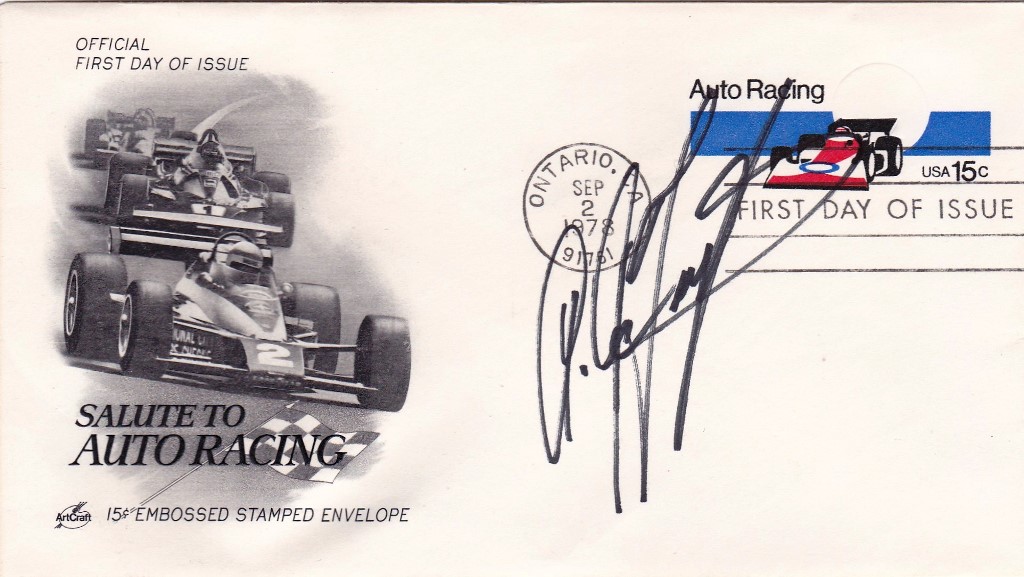 OFFICIAL
FIRST DAY OF ISSUE
Auto Racing
USA 15c
ONTARIO, CA
SEP
2
1978
91761
FIRST DAY OF ISSUE
2
SALUTE TO
AUTO RACING
ArtCraft
15¢ EMBOSSED STAMPED ENVELOPE